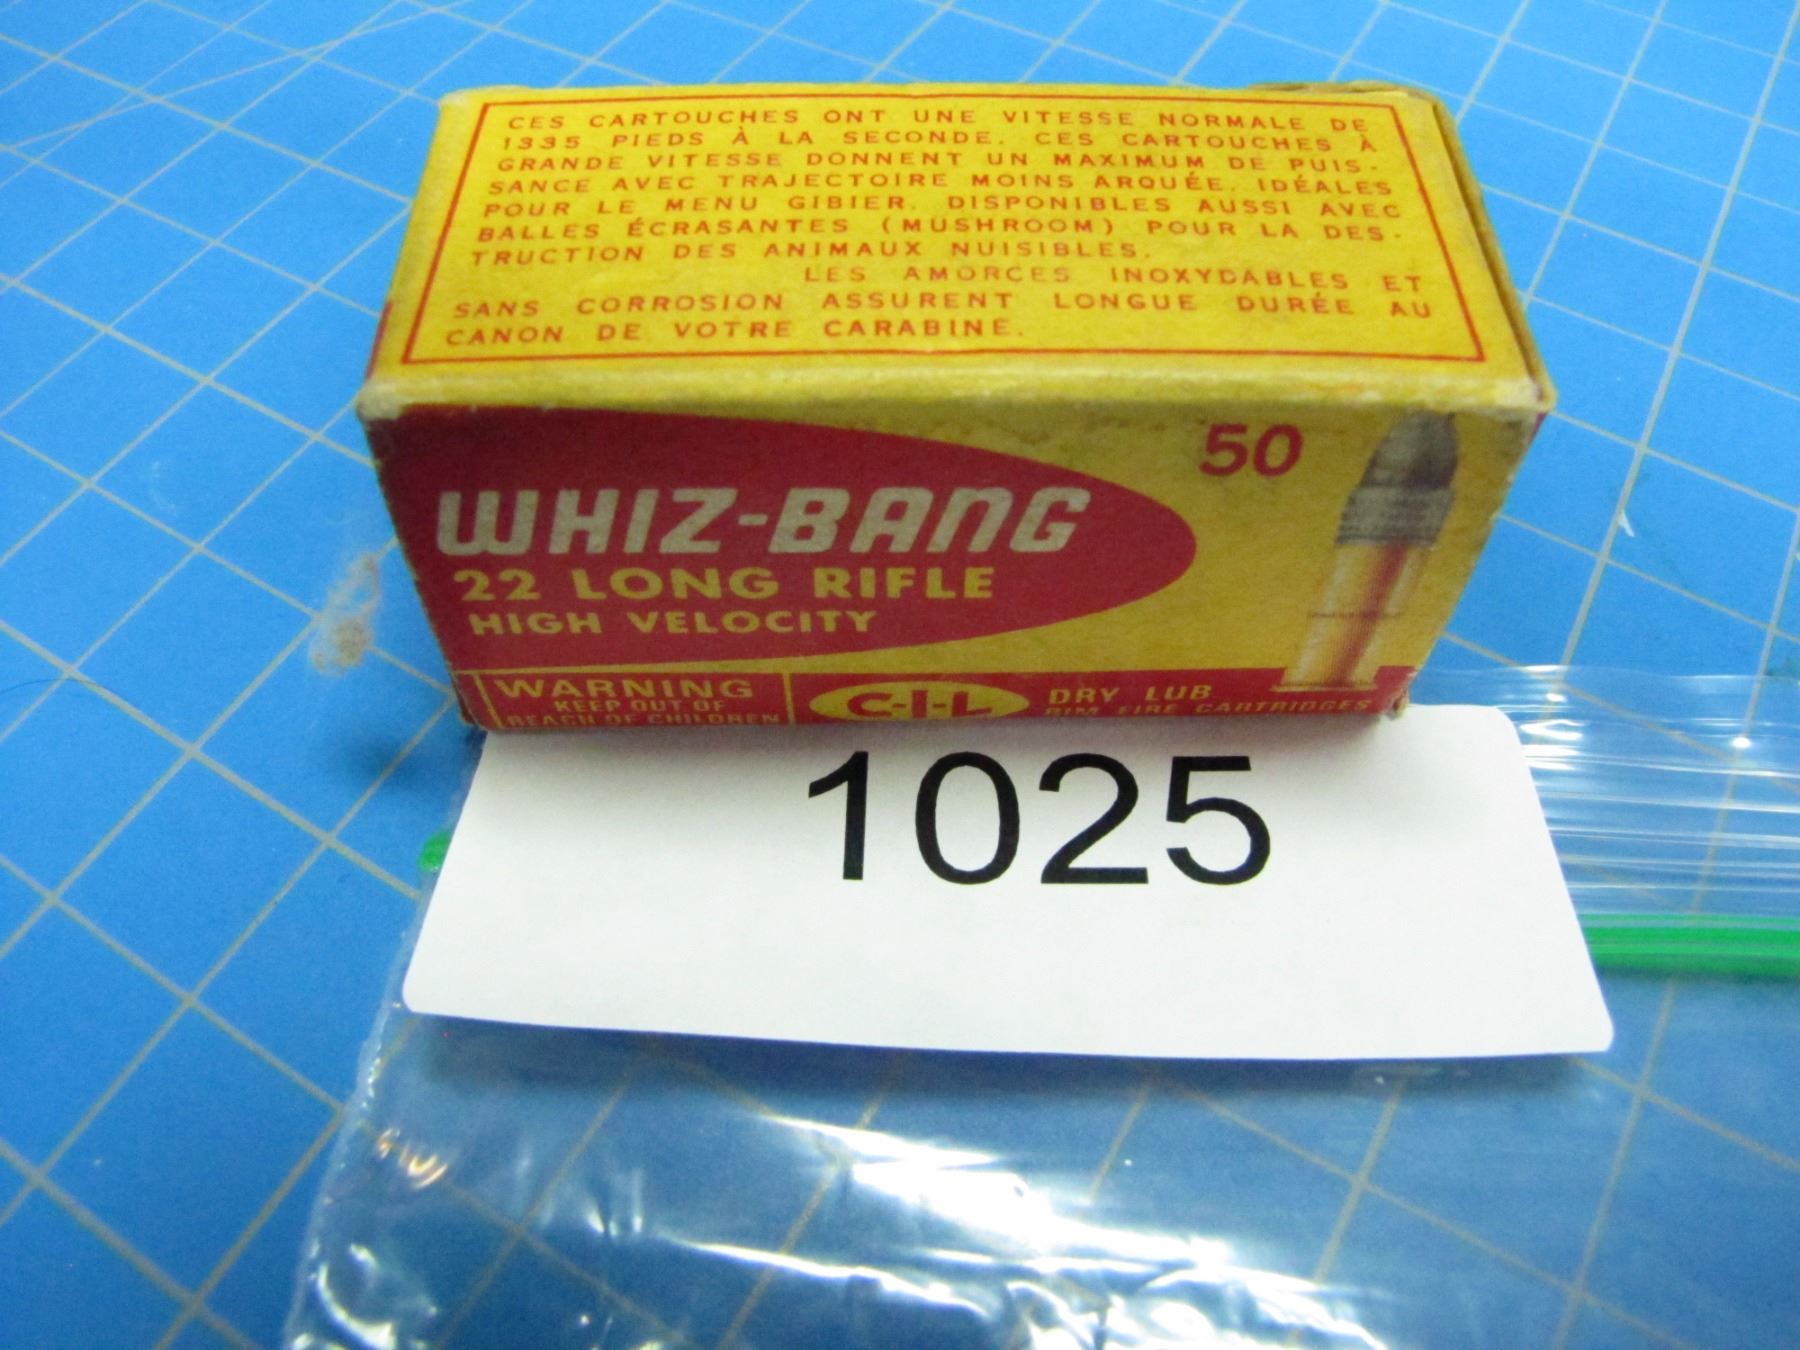 CES CARTOUCHES ONT UNE VITESSE NORMALE DE
1335 PIEDS À LA SECONDE. CES CARTOUCHES À
GRANDE VITESSE DONNENT UN MAXIMUM DE PUIS-
SANCE AVEC TRAJECTOIRE MOINS ARQUÉE. IDÉALES
POUR LE MENU GIBIER. DISPONIBLES AUSSI AVEC
BALLES ÉCRASANTES (MUSHROOM) POUR LA DES-
TRUCTION DES ANIMAUX NUISIBLES.
LES AMORCES INOXYDABLES ET
SANS CORROSION ASSURENT LONGUE DURÉE AU
CANON DE VOTRE CARABINE.
50
WHIZ-BANG
22 LONG RIFLE
HIGH VELOCITY
WARNING
KEEP OUT OF
REACH OF CHILDREN
C-I-L
DRY LUB
RIM FIRE CARTRIDGES
1025